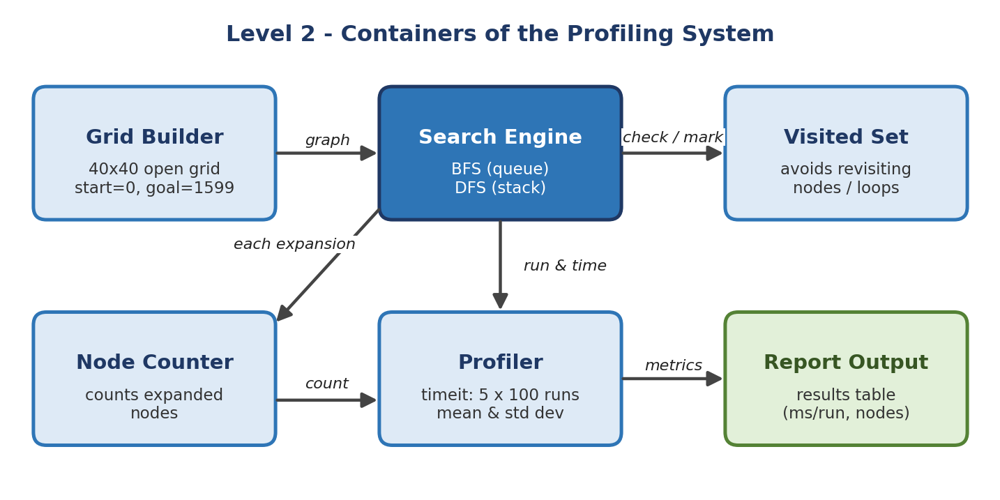 Level 2 - Containers of the Profiling System
Grid Builder
40x40 open grid
start=0, goal=1599
graph
Search Engine
BFS (queue)
DFS (stack)
check / mark
Visited Set
avoids revisiting
nodes / loops
each expansion
run & time
Node Counter
counts expanded
nodes
count
Profiler
timeit: 5 x 100 runs
mean & std dev
metrics
Report Output
results table
(ms/run, nodes)